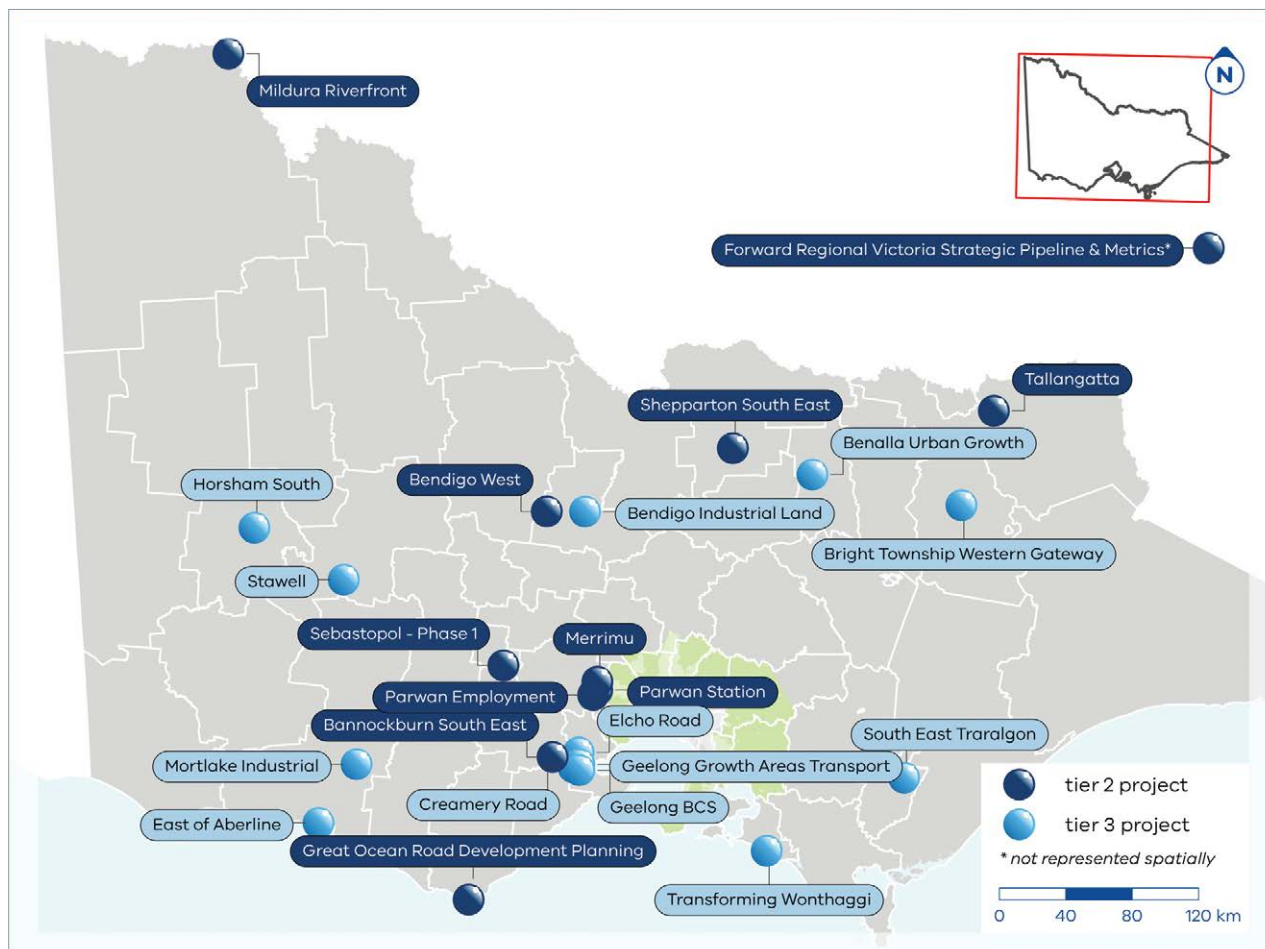 Mildura Riverfront
N
Forward Regional Victoria Strategic Pipeline & Metrics*
Tallangatta
Shepparton South East
Benalla Urban Growth
Horsham South
Bendigo West
Bendigo Industrial Land
Bright Township Western Gateway
Stawell
Sebastopol - Phase 1
Merrimu
Parwan Employment
Parwan Station
Bannockburn South East
Elcho Road
South East Traralgon
Mortlake Industrial
Geelong Growth Areas Transport
Creamery Road
Geelong BCS
East of Aberline
Great Ocean Road Development Planning
Transforming Wonthaggi
tier 2 project
tier 3 project
* not represented spatially
0 40 80 120 km